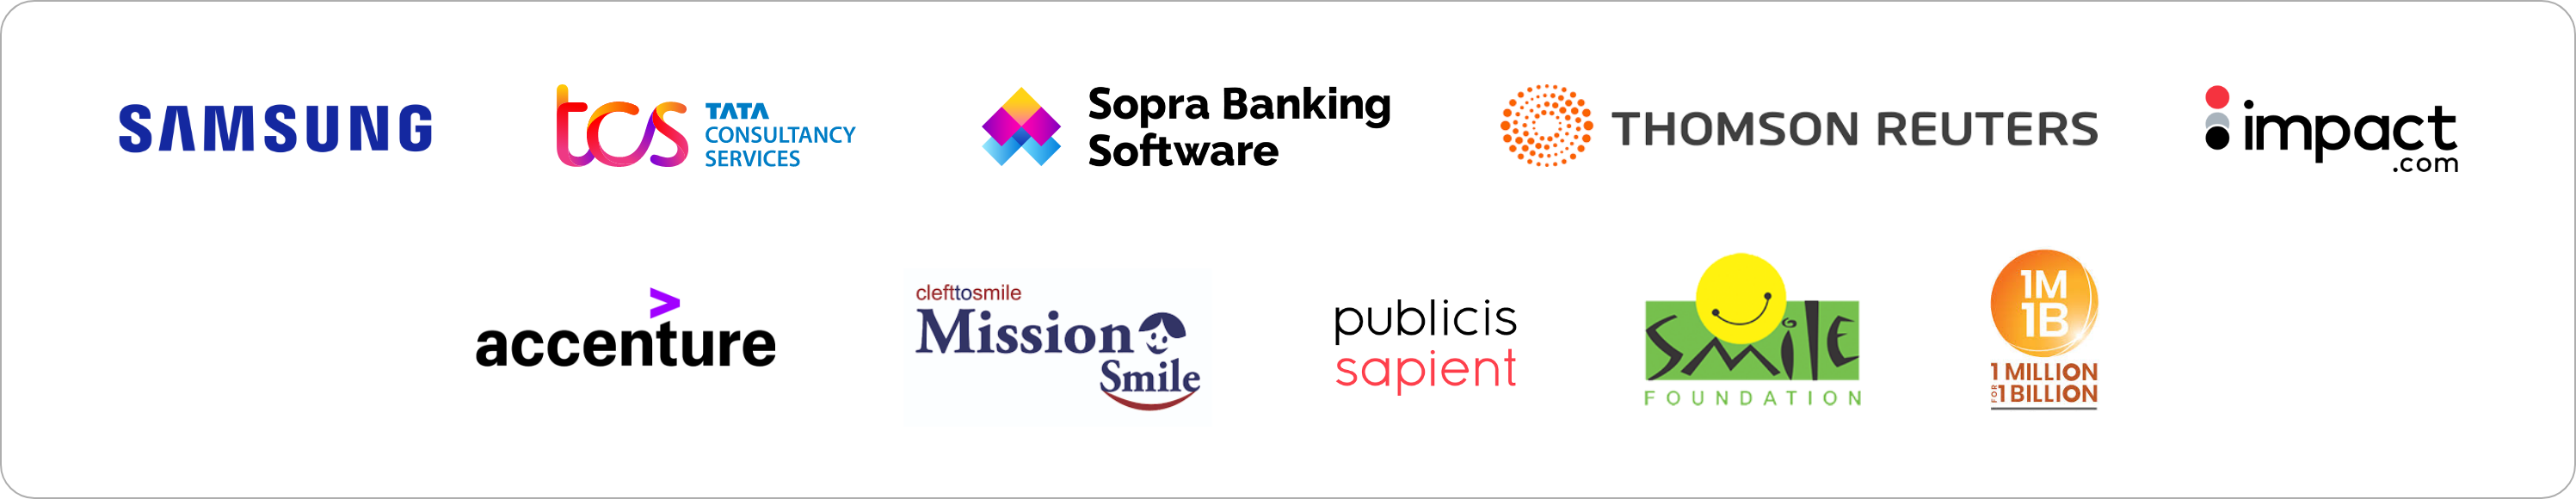 SAMSUNG
tcs
TATA
CONSULTANCY
SERVICES
Sopra Banking
Software
THOMSON REUTERS
impact
.com
accenture
clefttosmile
Mission
Smile
publicis
sapient
SMiLE
FOUNDATION
1M
1B
1 MILLION
FOR 1 BILLION